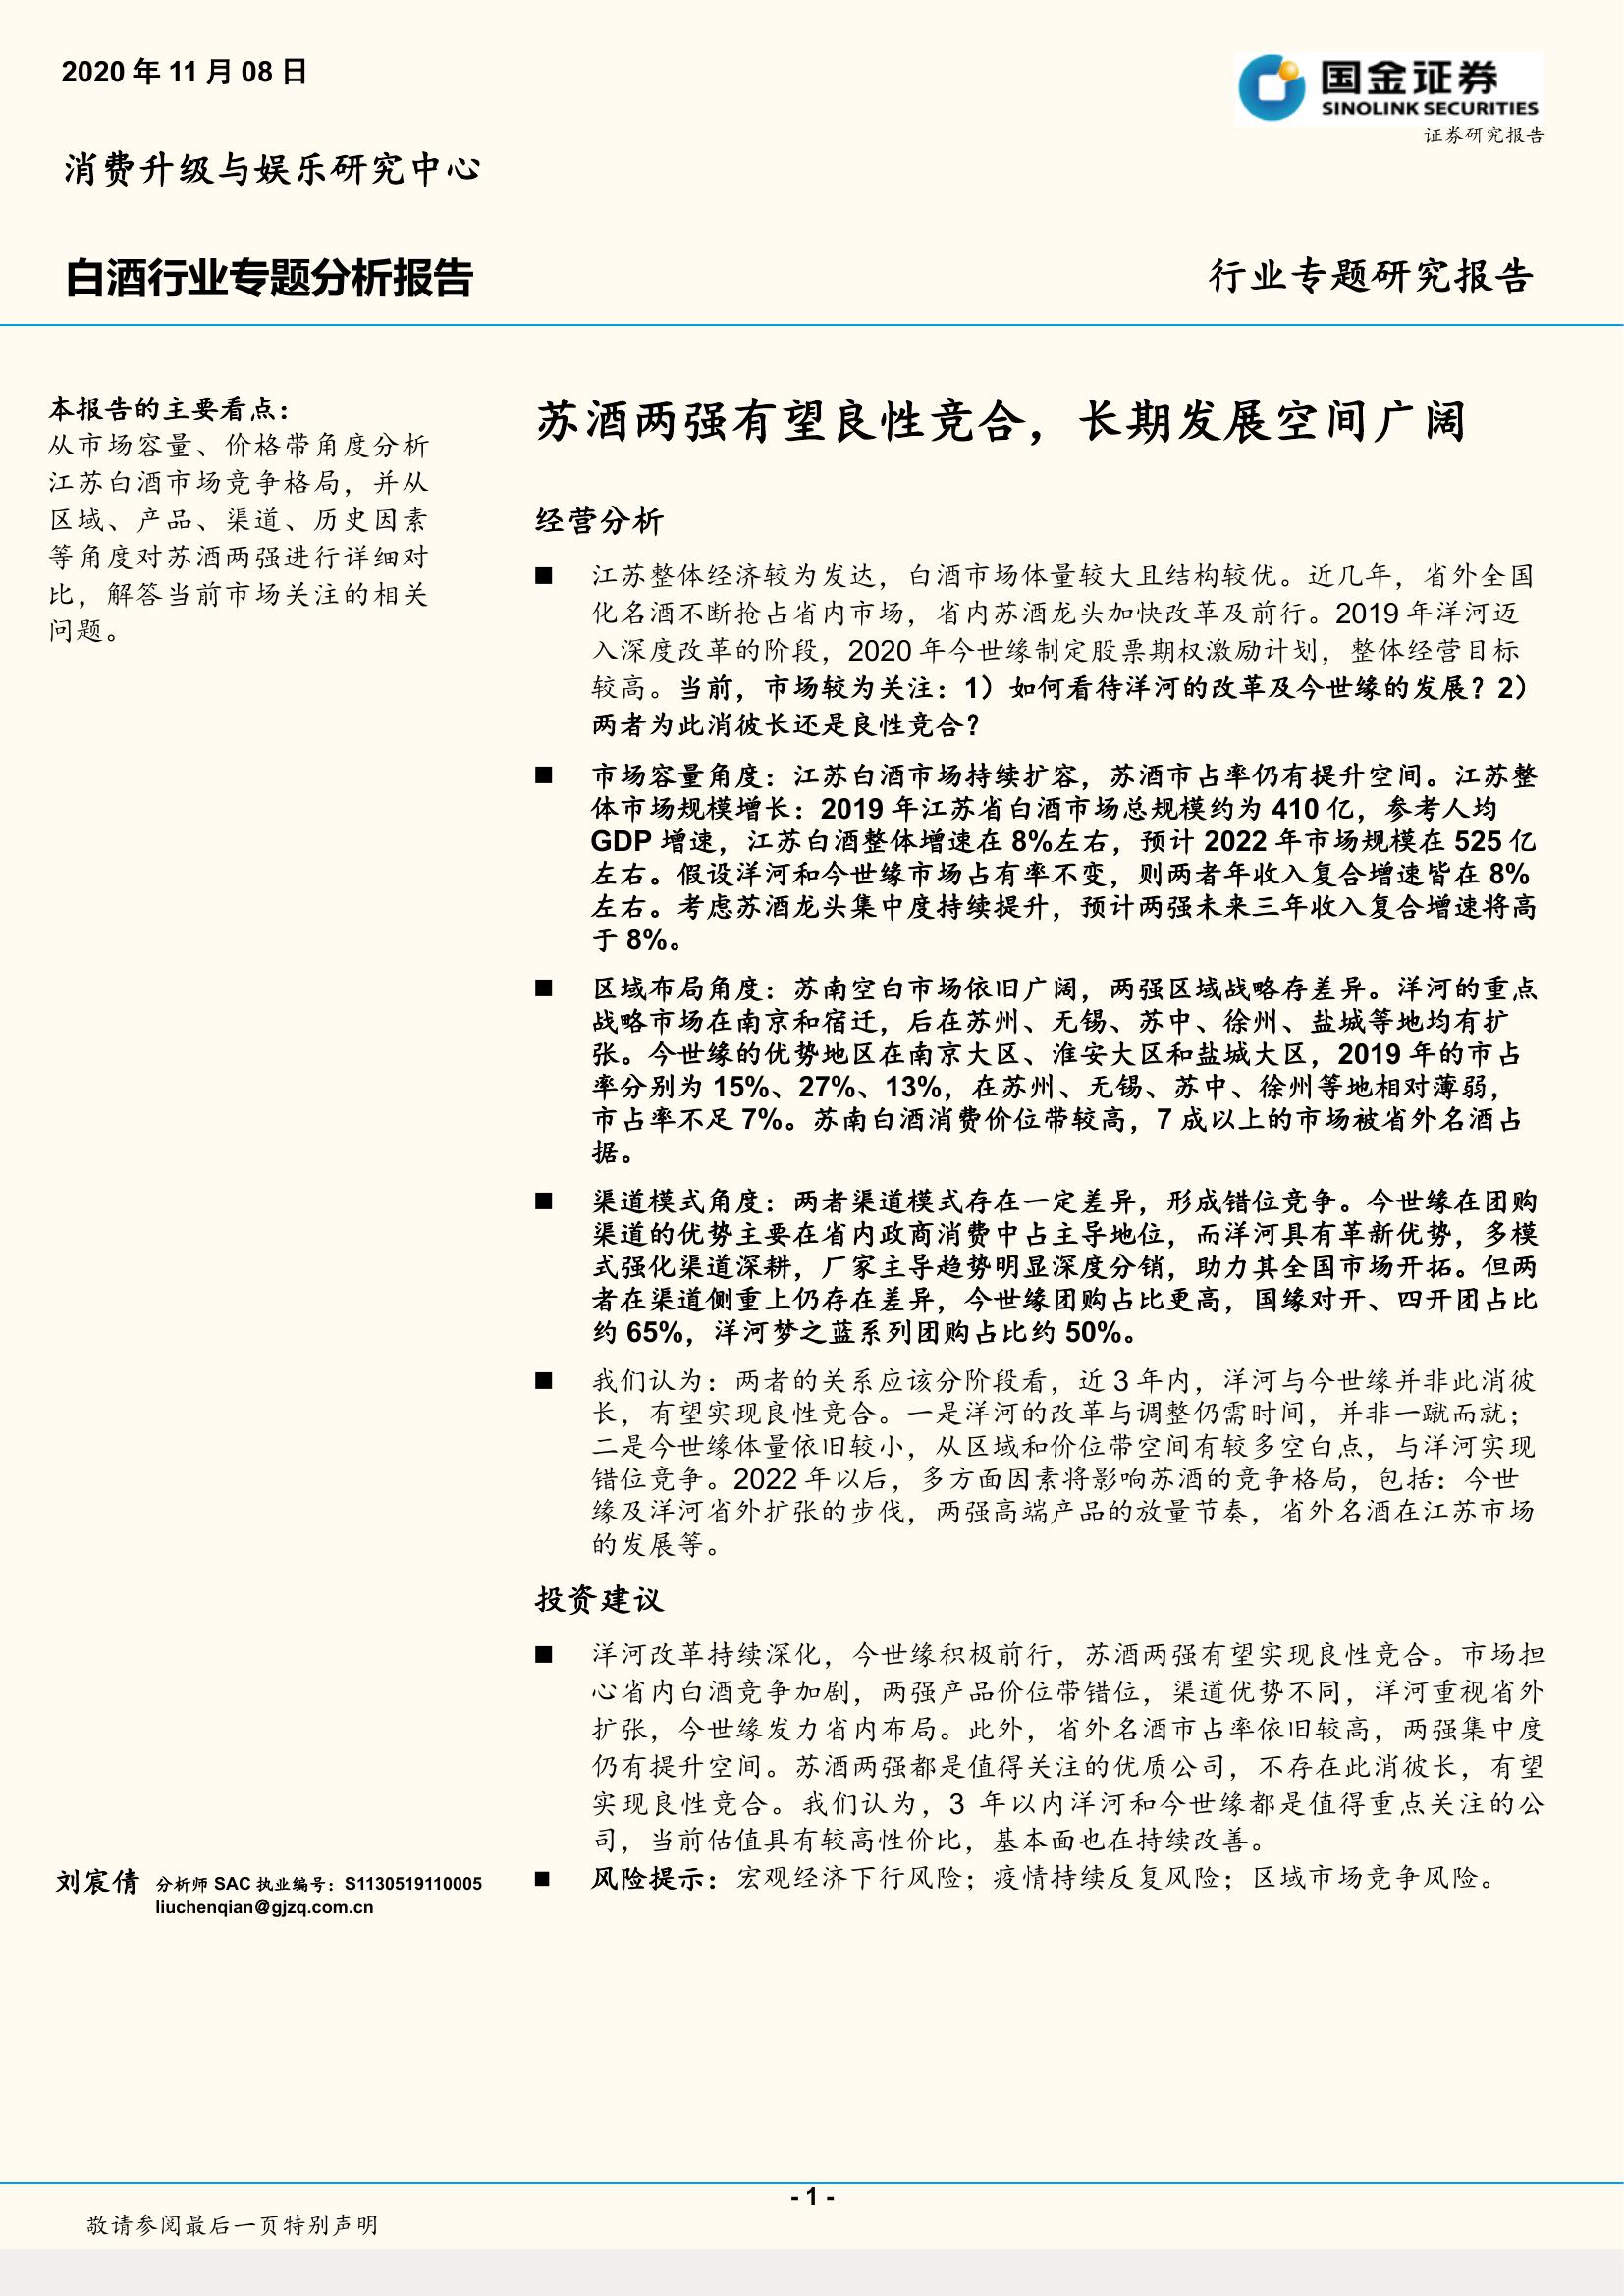 2020 年 11 月 08 日
国金证券
SINOLINK SECURITIES
证券研究报告
消费升级与娱乐研究中心
白酒行业专题分析报告
行业专题研究报告
本报告的主要看点：
从市场容量、价格带角度分析
江苏白酒市场竞争格局，并从
区域、产品、渠道、历史因素
等角度对苏酒两强进行详细对
比，解答当前市场关注的相关
问题。
苏酒两强有望良性竞合，长期发展空间广阔
经营分析
■ 江苏整体经济较为发达，白酒市场体量较大且结构较优。近几年，省外全国
化名酒不断抢占省内市场，省内苏酒龙头加快改革及前行。2019 年洋河迈
入深度改革的阶段，2020 年今世缘制定股票期权激励计划，整体经营目标
较高。当前，市场较为关注：1）如何看待洋河的改革及今世缘的发展？2）
两者为此消彼长还是良性竞合？
■ 市场容量角度：江苏白酒市场持续扩容，苏酒市占率仍有提升空间。江苏整
体市场规模增长：2019 年江苏省白酒市场总规模约为 410 亿，参考人均
GDP 增速，江苏白酒整体增速在 8%左右，预计 2022 年市场规模在 525 亿
左右。假设洋河和今世缘市场占有率不变，则两者年收入复合增速皆在 8%
左右。考虑苏酒龙头集中度持续提升，预计两强未来三年收入复合增速将高
于 8%。
■ 区域布局角度：苏南空白市场依旧广阔，两强区域战略存差异。洋河的重点
战略市场在南京和宿迁，后在苏州、无锡、苏中、徐州、盐城等地均有扩
张。今世缘的优势地区在南京大区、淮安大区和盐城大区，2019 年的市占
率分别为 15%、27%、13%，在苏州、无锡、苏中、徐州等地相对薄弱，
市占率不足 7%。苏南白酒消费价位带较高，7 成以上的市场被省外名酒占
据。
■ 渠道模式角度：两者渠道模式存在一定差异，形成错位竞争。今世缘在团购
渠道的优势主要在省内政商消费中占主导地位，而洋河具有革新优势，多模
式强化渠道深耕，厂家主导趋势明显深度分销，助力其全国市场开拓。但两
者在渠道侧重上仍存在差异，今世缘团购占比更高，国缘对开、四开团占比
约 65%，洋河梦之蓝系列团购占比约 50%。
■ 我们认为：两者的关系应该分阶段看，近 3 年内，洋河与今世缘并非此消彼
长，有望实现良性竞合。一是洋河的改革与调整仍需时间，并非一蹴而就；
二是今世缘体量依旧较小，从区域和价位带空间有较多空白点，与洋河实现
错位竞争。2022 年以后，多方面因素将影响苏酒的竞争格局，包括：今世
缘及洋河省外扩张的步伐，两强高端产品的放量节奏，省外名酒在江苏市场
的发展等。
投资建议
■ 洋河改革持续深化，今世缘积极前行，苏酒两强有望实现良性竞合。市场担
心省内白酒竞争加剧，两强产品价位带错位，渠道优势不同，洋河重视省外
扩张，今世缘发力省内布局。此外，省外名酒市占率依旧较高，两强集中度
仍有提升空间。苏酒两强都是值得关注的优质公司，不存在此消彼长，有望
实现良性竞合。我们认为，3 年以内洋河和今世缘都是值得重点关注的公
司，当前估值具有较高性价比，基本面也在持续改善。
■ 风险提示：宏观经济下行风险；疫情持续反复风险；区域市场竞争风险。
刘宸倩 分析师 SAC 执业编号：S1130519110005
liuchenqian@gjzq.com.cn
- 1 -
敬请参阅最后一页特别声明